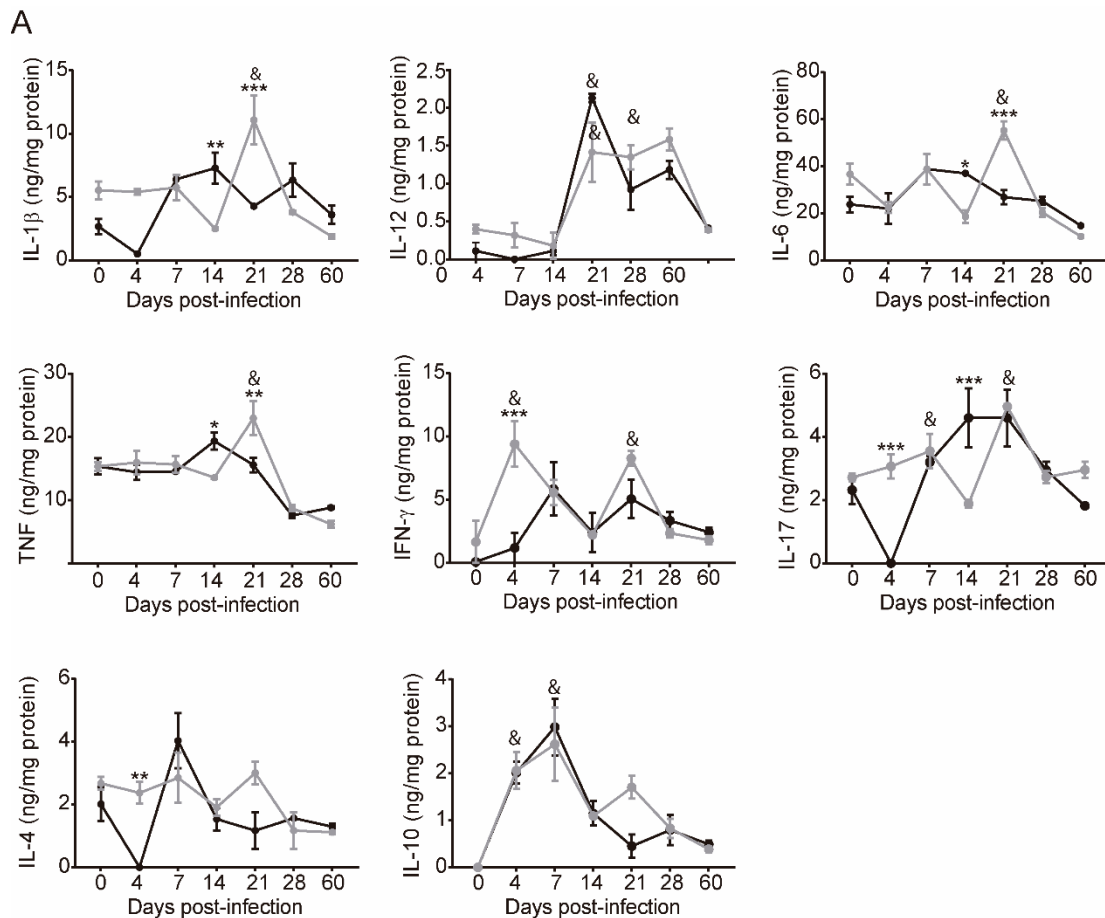 A
IL-1β (ng/mg protein)
15
10
5
0
&
***
**
0 4 7 14 21 28 60
Days post-infection
IL-12 (ng/mg protein)
2.5
2.0
1.5
1.0
0.5
0.0
&
&
&
0 4 7 14 21 28 60
Days post-infection
IL-6 (ng/mg protein)
80
60
40
20
0
&
***
*
0 4 7 14 21 28 60
Days post-infection
TNF (ng/mg protein)
30
20
10
&
**
*
0 4 7 14 21 28 60
Days post-infection
IFN-γ (ng/mg protein)
15
10
5
0
&
***
&
0 4 7 14 21 28 60
Days post-infection
IL-17 (ng/mg protein)
6
4
2
0
***
&
***
&
0 4 7 14 21 28 60
Days post-infection
IL-4 (ng/mg protein)
6
4
2
0
**
0 4 7 14 21 28 60
Days post-infection
IL-10 (ng/mg protein)
4
3
2
1
0
&
&
0 4 7 14 21 28 60
Days post-infection